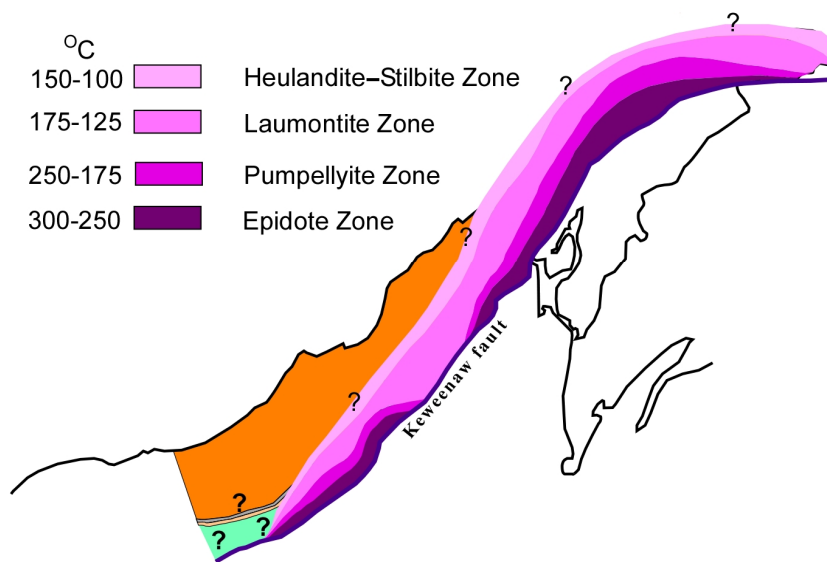 OC
150-100 Heulandite–Stilbite Zone
175-125 Laumontite Zone
250-175 Pumpellyite Zone
300-250 Epidote Zone
?
?
?
Keweenaw fault
?
?
?
?